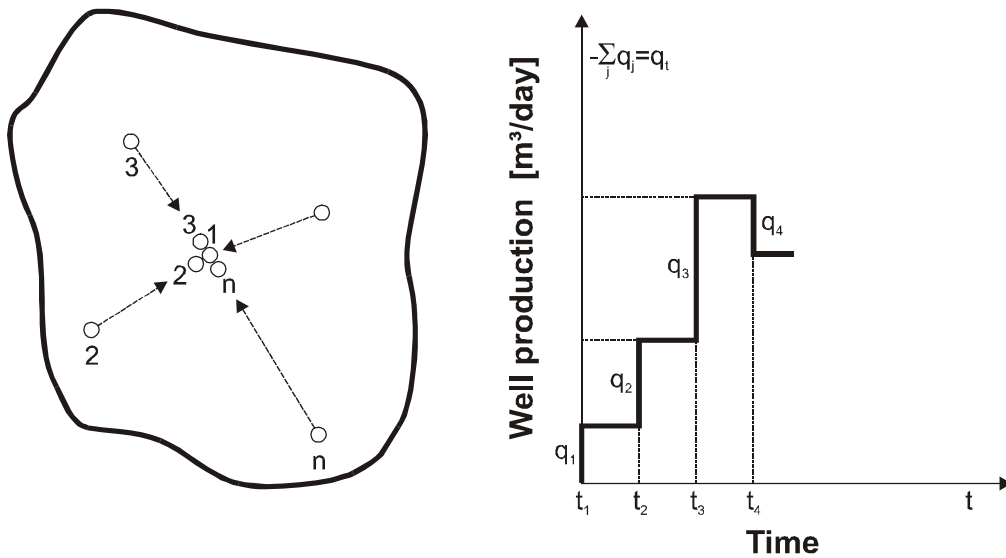 3
3
1
2
n
2
n
Well production [m³/day]
-∑qⱼ=qₜ
j
q₄
q₃
q₂
q₁
t₁ t₂ t₃ t₄ t
Time